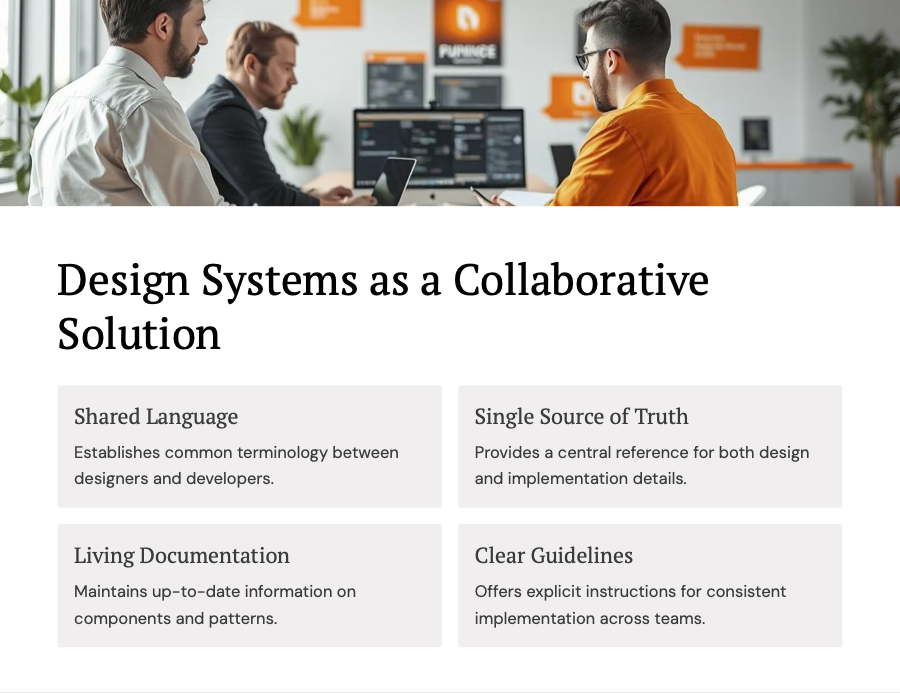 Design Systems as a Collaborative
Solution
Shared Language
Establishes common terminology between
designers and developers.
Single Source of Truth
Provides a central reference for both design
and implementation details.
Living Documentation
Maintains up-to-date information on
components and patterns.
Clear Guidelines
Offers explicit instructions for consistent
implementation across teams.